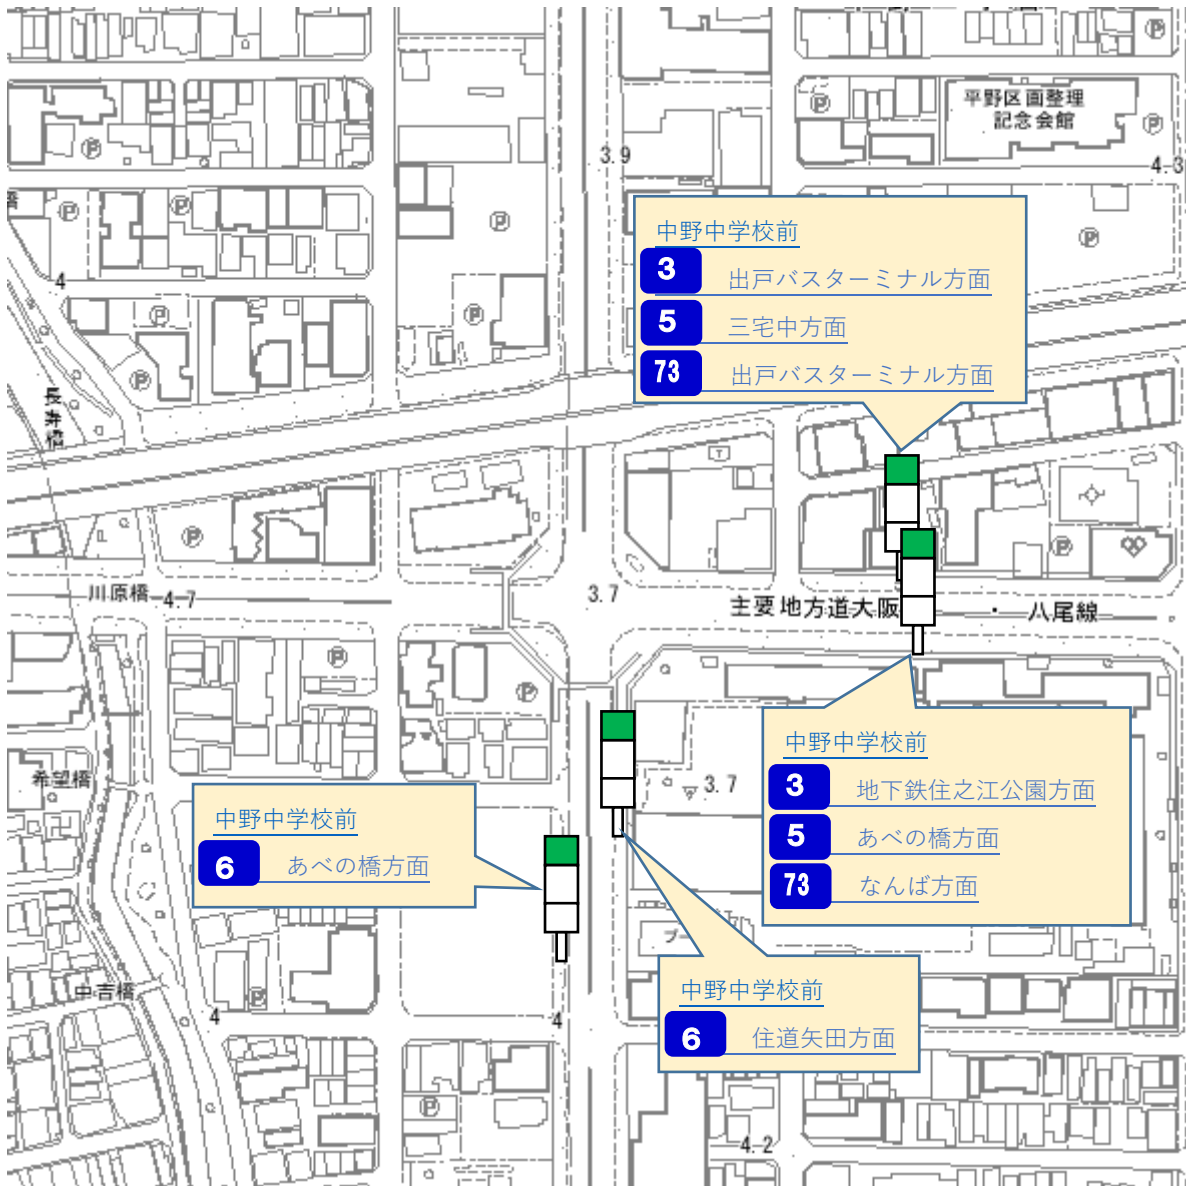 平野区画整理
記念会館
3.9
4.3
中野中学校前
3 出戸バスターミナル方面
5 三宅中方面
73 出戸バスターミナル方面
4
長寿橋
川原橋
4.7
3.7
主要地方道大阪
・
八尾線
希望橋
3.7
中野中学校前
3 地下鉄住之江公園方面
5 あべの橋方面
73 なんば方面
中野中学校前
6 あべの橋方面
プー
中野中学校前
6 住道矢田方面
中吉橋
4
4
4.2